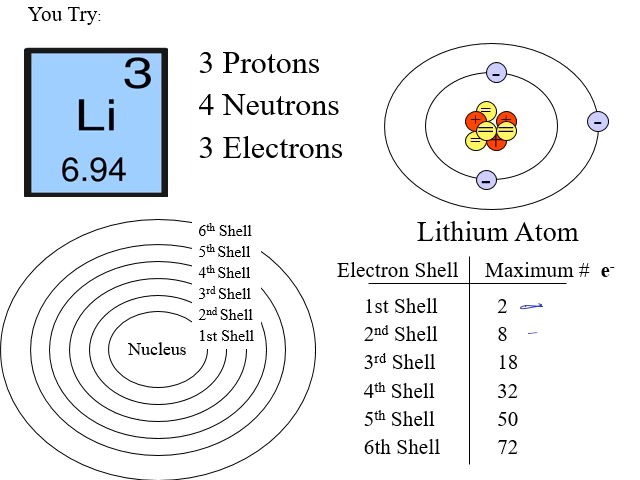 You Try:
3
Li
6.94
3 Protons
4 Neutrons
3 Electrons
-
-
-
=
+
+
=
=
=
+
Lithium Atom
6th Shell
5th Shell
4th Shell
3rd Shell
2nd Shell
1st Shell
Nucleus
Electron Shell Maximum # e-
1st Shell 2
2nd Shell 8
3rd Shell 18
4th Shell 32
5th Shell 50
6th Shell 72